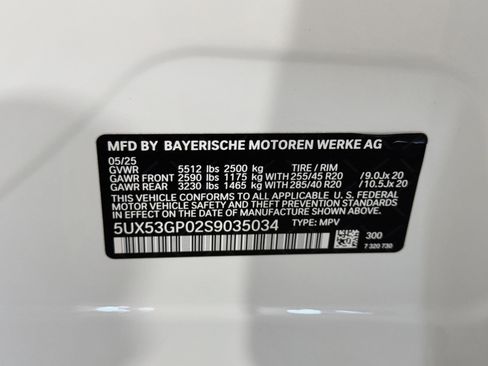 MFD BY BAYERISCHE MOTOREN WERKE AG
05/25
GVWR 5512 lbs 2500 kg TIRE / RIM
GAWR FRONT 2590 lbs 1175 kg WITH 255/45 R20 /9.0Jx 20
GAWR REAR 3230 lbs 1465 kg WITH 285/40 R20 /10.5Jx 20
THIS VEHICLE CONFORMS TO ALL APPLICABLE U.S. FEDERAL
MOTOR VEHICLE SAFETY, BUMPER, AND THEFT PREVENTION
STANDARDS IN EFFECT ON THE DATE OF MANUFACTURE
SHOWN ABOVE.
5UX53GP02S9035034 TYPE: MPV
300
7 320 730